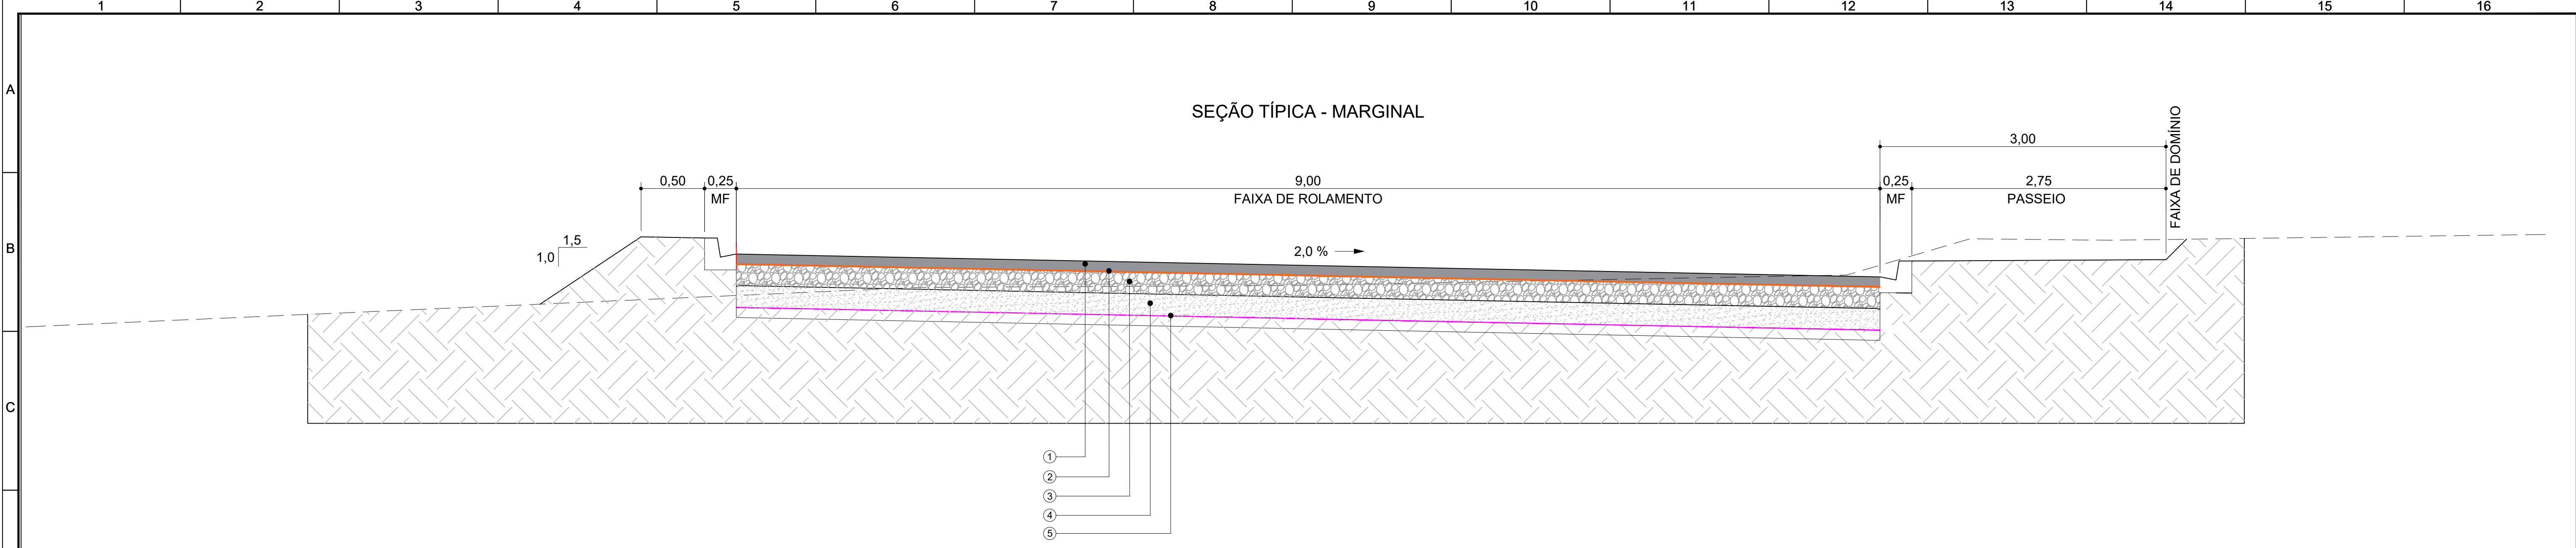 1 2 3 4 5 6 7 8 9 10 11 12 13 14 15 16
A
SEÇÃO TÍPICA - MARGINAL
FAIXA DE DOMÍNIO
3,00
0,50 0,25 9,00 0,25 2,75
MF FAIXA DE ROLAMENTO MF PASSEIO
B
1,5
1,0
2,0 %
C
1
2
3
4
5